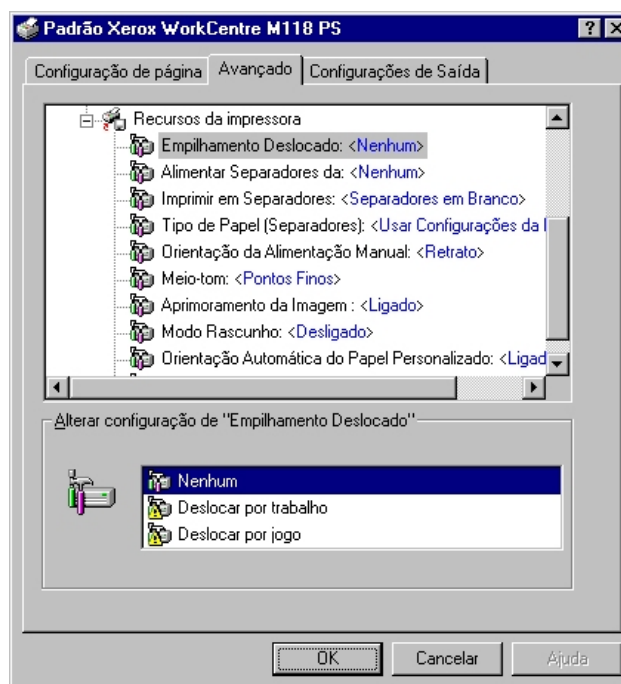 Padrão Xerox WorkCentre M118 PS
Configuração de página Avançado Configurações de Saída
Recursos da impressora
Empilhamento Deslocado: <Nenhum>
Alimentar Separadores da: <Nenhum>
Imprimir em Separadores: <Separadores em Branco>
Tipo de Papel (Separadores): <Usar Configurações da
Orientação da Alimentação Manual: <Retrato>
Meio-tom: <Pontos Finos>
Aprimoramento da Imagem : <Ligado>
Modo Rascunho: <Desligado>
Orientação Automática do Papel Personalizado: <Ligad
Alterar configuração de "Empilhamento Deslocado"
Nenhum
Deslocar por trabalho
Deslocar por jogo
OK Cancelar Ajuda